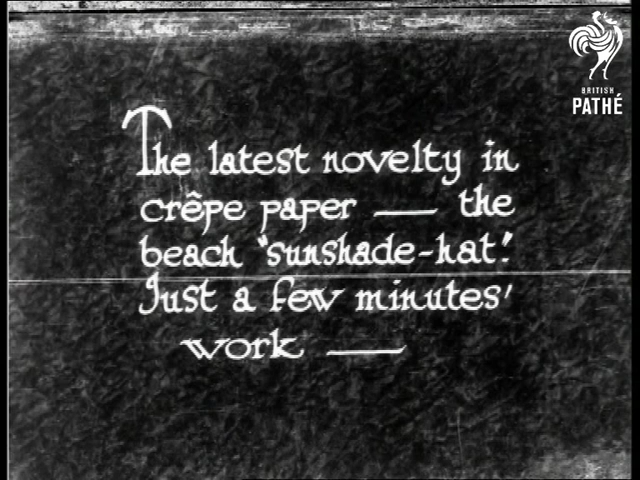 BRITISH
PATHÉ
The latest novelty in
crêpe paper — the
beach "sunshade-hat".
Just a few minutes'
work —